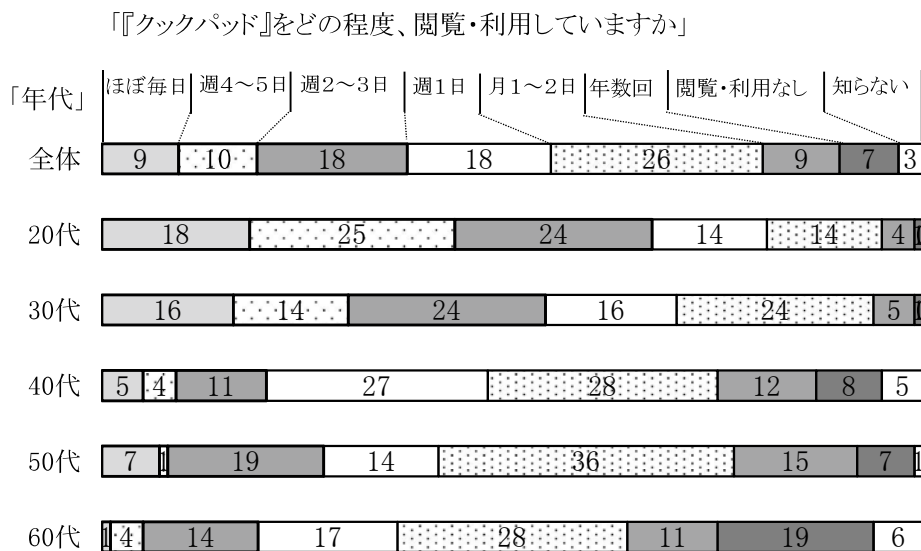 「『クックパッド』をどの程度、閲覧・利用していますか」
「年代」 ほぼ毎日 週4～5日 週2～3日 週1日 月1～2日 年数回 閲覧・利用なし 知らない
全体 9 10 18 18 26 9 7 3
20代 18 25 24 14 14 4 1
30代 16 14 24 16 24 5 1
40代 5 4 11 27 28 12 8 5
50代 7 1 19 14 36 15 7 1
60代 1 4 14 17 28 11 19 6